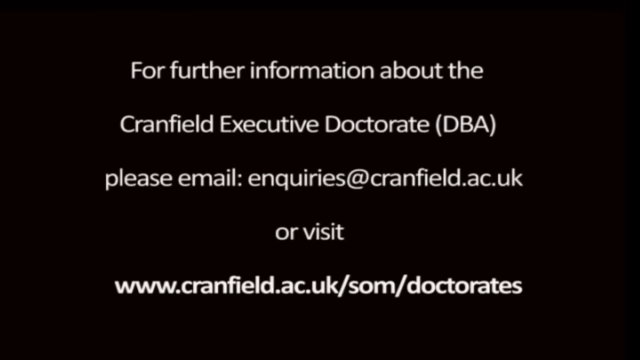 For further information about the
Cranfield Executive Doctorate (DBA)
please email: enquiries@cranfield.ac.uk
or visit
www.cranfield.ac.uk/som/doctorates